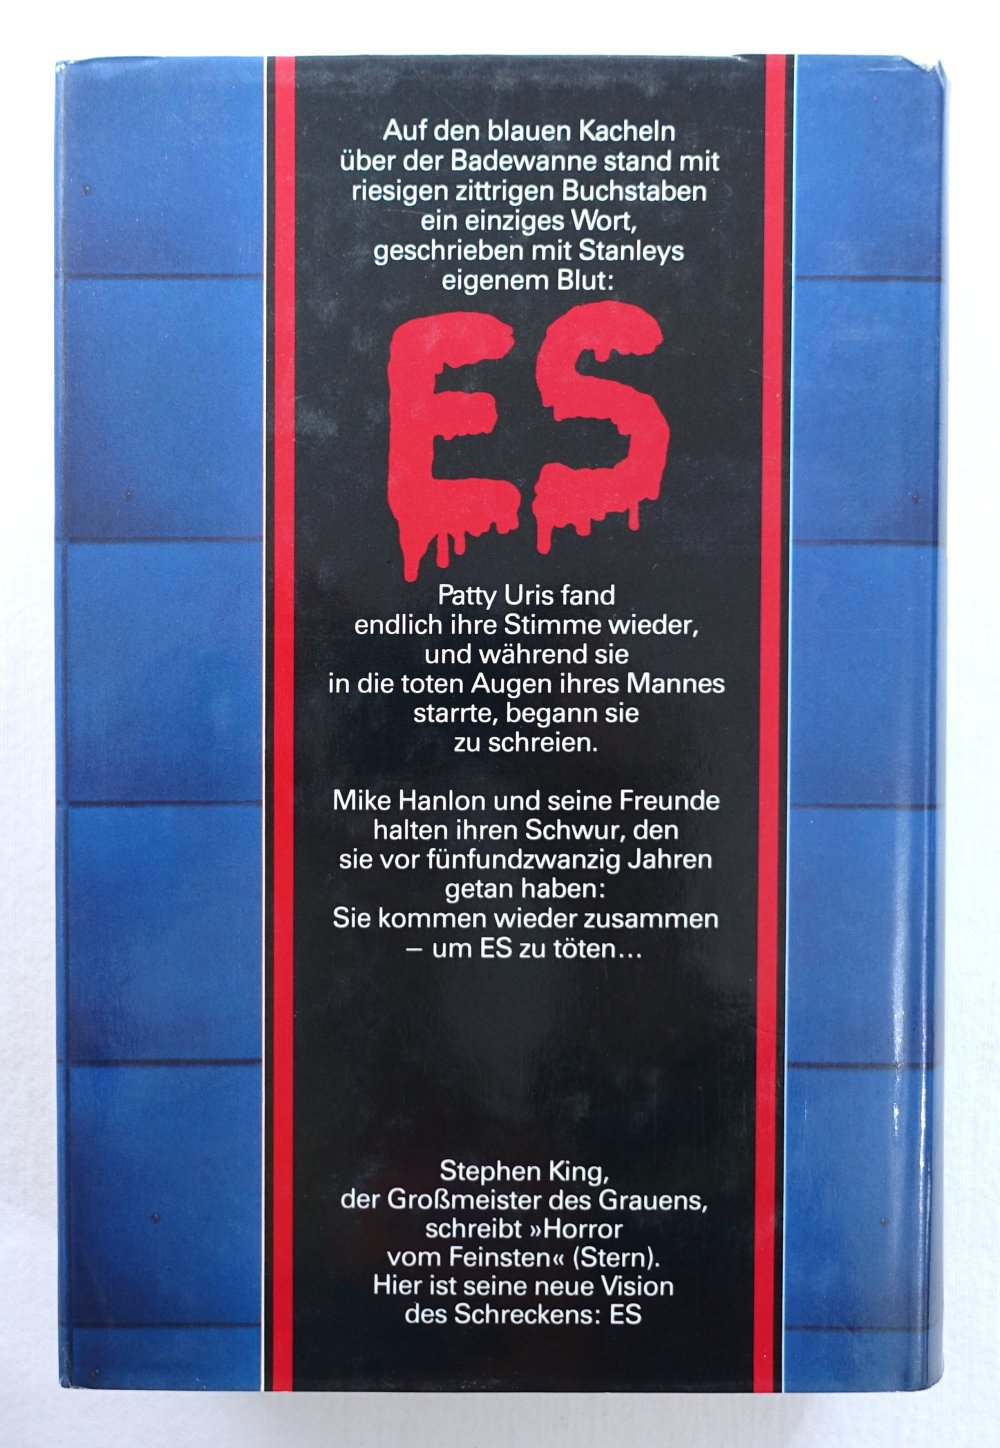 Auf den blauen Kacheln
über der Badewanne stand mit
riesigen zittrigen Buchstaben
ein einziges Wort,
geschrieben mit Stanleys
eigenem Blut:
ES
Patty Uris fand
endlich ihre Stimme wieder,
und während sie
in die toten Augen ihres Mannes
starrte, begann sie
zu schreien.
Mike Hanlon und seine Freunde
halten ihren Schwur, den
sie vor fünfundzwanzig Jahren
getan haben:
Sie kommen wieder zusammen
– um ES zu töten...
Stephen King,
der Großmeister des Grauens,
schreibt »Horror
vom Feinsten« (Stern).
Hier ist seine neue Vision
des Schreckens: ES